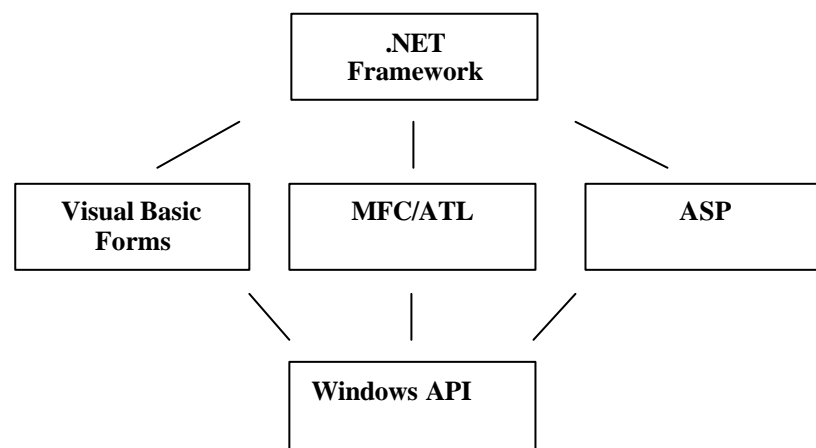 .NET
Framework
Visual Basic
Forms
MFC/ATL
ASP
Windows API